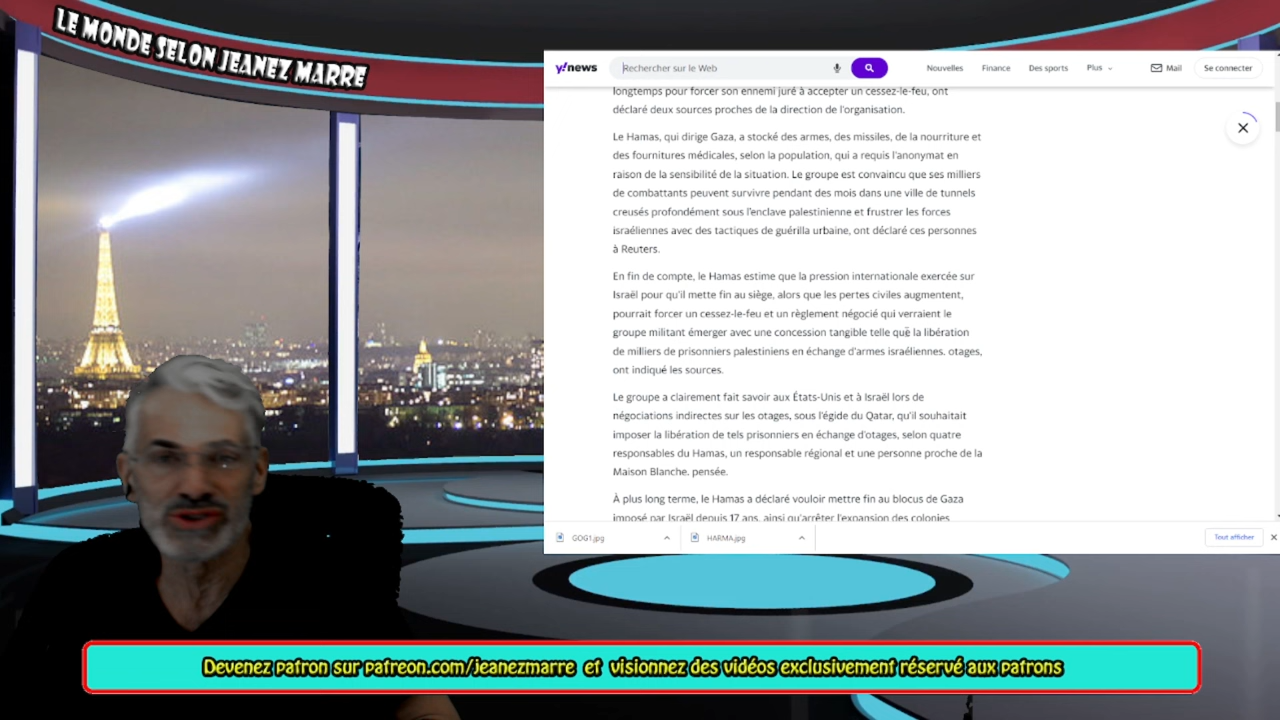 LE MONDE SELON JEANEZ MARRE
y!news
Rechercher sur le Web
Nouvelles Finance Des sports Plus Mail Se connecter
longtemps pour forcer son ennemi juré à accepter un cessez-le-feu, ont
déclaré deux sources proches de la direction de l'organisation.
Le Hamas, qui dirige Gaza, a stocké des armes, des missiles, de la nourriture et
des fournitures médicales, selon la population, qui a requis l'anonymat en
raison de la sensibilité de la situation. Le groupe est convaincu que ses milliers
de combattants peuvent survivre pendant des mois dans une ville de tunnels
creusés profondément sous l'enclave palestinienne et frustrer les forces
israéliennes avec des tactiques de guérilla urbaine, ont déclaré ces personnes
à Reuters.
En fin de compte, le Hamas estime que la pression internationale exercée sur
Israël pour qu'il mette fin au siège, alors que les pertes civiles augmentent,
pourrait forcer un cessez-le-feu et un règlement négocié qui verraient le
groupe militant émerger avec une concession tangible telle que la libération
de milliers de prisonniers palestiniens en échange d'armes israéliennes. otages,
ont indiqué les sources.
Le groupe a clairement fait savoir aux États-Unis et à Israël lors de
négociations indirectes sur les otages, sous l'égide du Qatar, qu'il souhaitait
imposer la libération de tels prisonniers en échange d'otages, selon quatre
responsables du Hamas, un responsable régional et une personne proche de la
Maison Blanche. pensée.
À plus long terme, le Hamas a déclaré vouloir mettre fin au blocus de Gaza
imposé par Israël depuis 17 ans, ainsi qu'arrêter l'expansion des colonies
GOG1.jpg HARMA.jpg Tout afficher
Devenez patron sur patreon.com/jeanezmarre et visionnez des vidéos exclusivement réservé aux patrons